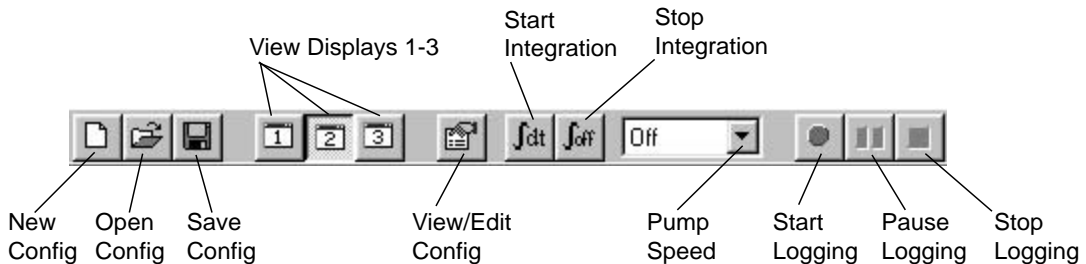 Start
Integration
Stop
Integration
View Displays 1-3
1
2
3
∫dt
∫off
Off
New
Config
Open
Config
Save
Config
View/Edit
Config
Pump
Speed
Start
Logging
Pause
Logging
Stop
Logging